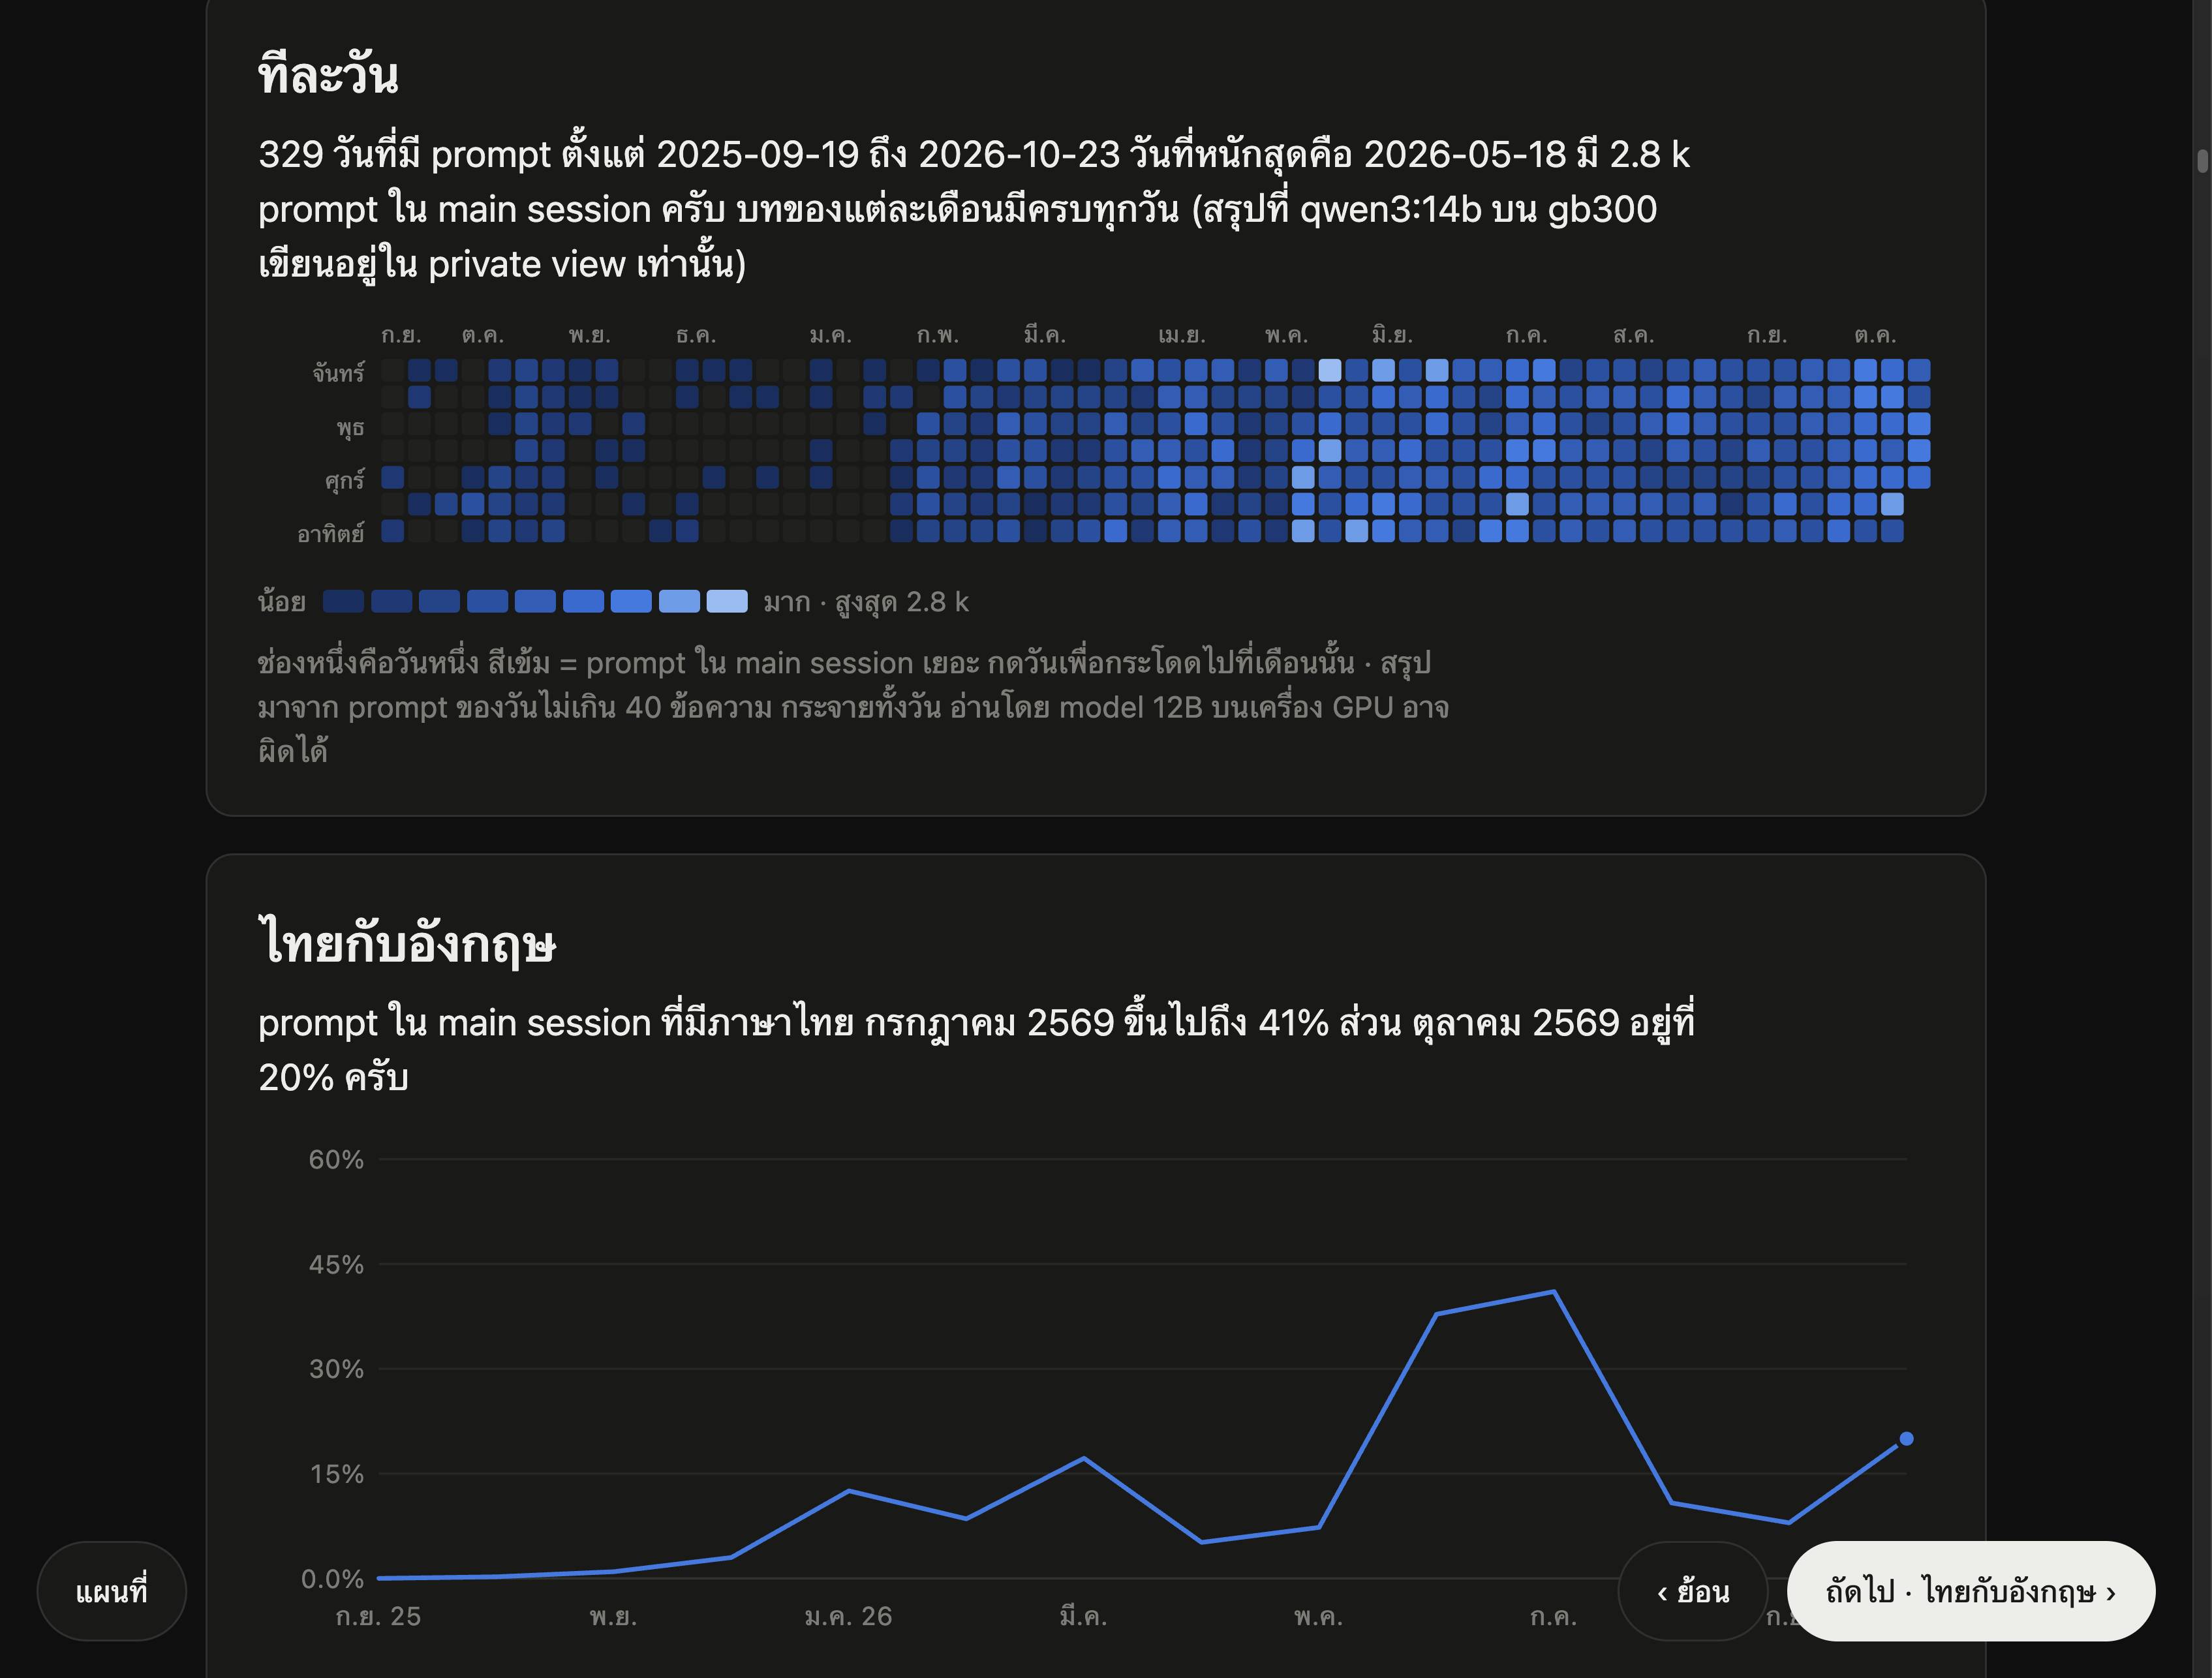 ทีละวัน
329 วันที่มี prompt ตั้งแต่ 2025-09-19 ถึง 2026-10-23 วันที่หนักสุดคือ 2026-05-18 มี 2.8 k
prompt ใน main session ครับ บทของแต่ละเดือนมีครบทุกวัน (สรุปที่ qwen3:14b บน gb300
เขียนอยู่ใน private view เท่านั้น)
ก.ย. ต.ค. พ.ย. ธ.ค. ม.ค. ก.พ. มี.ค. เม.ย. พ.ค. มิ.ย. ก.ค. ส.ค. ก.ย. ต.ค.
จันทร์
พุธ
ศุกร์
อาทิตย์
น้อย มาก · สูงสุด 2.8 k
ช่องหนึ่งคือวันหนึ่ง สีเข้ม = prompt ใน main session เยอะ กดวันเพื่อกระโดดไปที่เดือนนั้น · สรุป
มาจาก prompt ของวันไม่เกิน 40 ข้อความ กระจายทั้งวัน อ่านโดย model 12B บนเครื่อง GPU อาจ
ผิดได้
ไทยกับอังกฤษ
prompt ใน main session ที่มีภาษาไทย กรกฎาคม 2569 ขึ้นไปถึง 41% ส่วน ตุลาคม 2569 อยู่ที่
20% ครับ
60%
45%
30%
15%
0.0%
ก.ย. 25 พ.ย. ม.ค. 26 มี.ค. พ.ค. ก.ค.
แผนที่
‹ ย้อน
ถัดไป · ไทยกับอังกฤษ ›